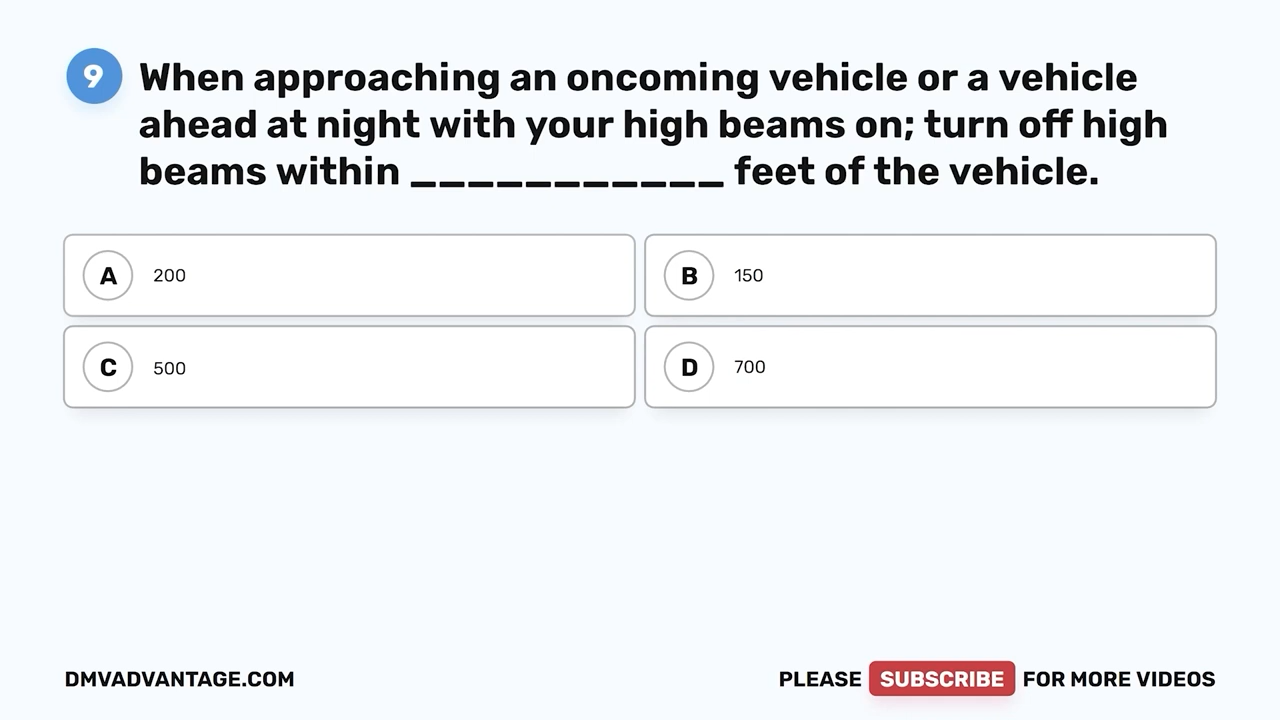 9
When approaching an oncoming vehicle or a vehicle
ahead at night with your high beams on; turn off high
beams within ___________ feet of the vehicle.
A 200
B 150
C 500
D 700
DMVADVANTAGE.COM
PLEASE SUBSCRIBE FOR MORE VIDEOS